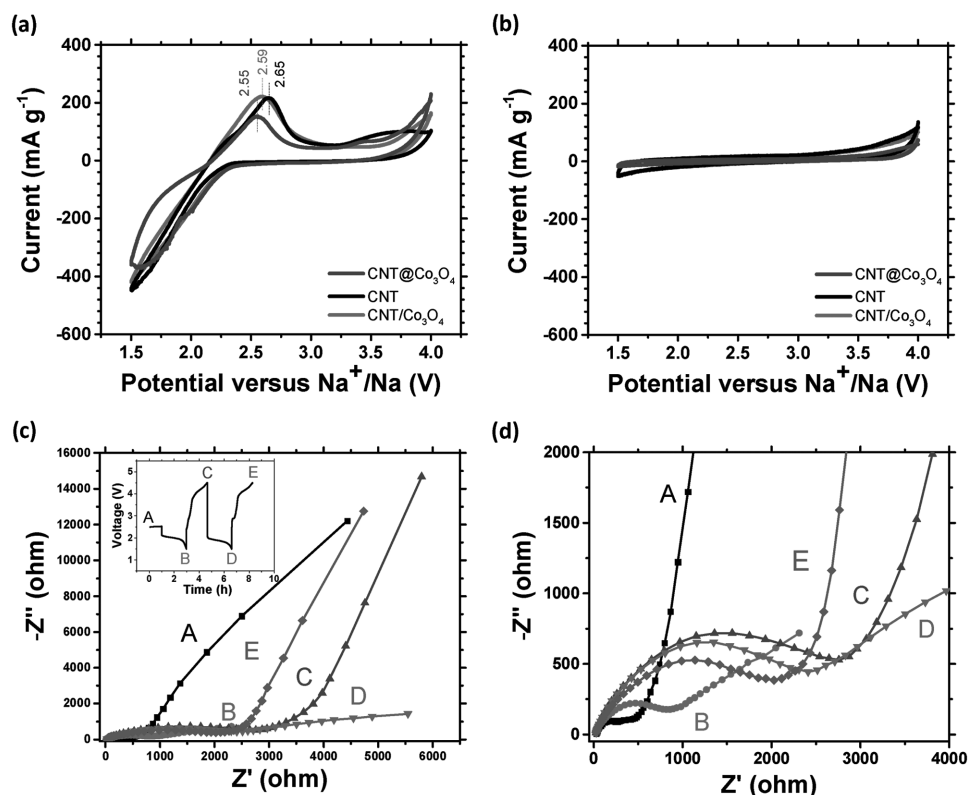 (a)
400
200
0
-200
-400
-600
Current (mA g⁻¹)
2.55
2.59
2.65
CNT@Co₃O₄
CNT
CNT/Co₃O₄
1.5 2.0 2.5 3.0 3.5 4.0
Potential versus Na⁺/Na (V)
(b)
400
200
0
-200
-400
-600
Current (mA g⁻¹)
CNT@Co₃O₄
CNT
CNT/Co₃O₄
1.5 2.0 2.5 3.0 3.5 4.0
Potential versus Na⁺/Na (V)
(c)
16000
14000
12000
10000
8000
6000
4000
2000
0
-Z" (ohm)
5
4
3
2
1
Voltage (V)
A
B
C
D
E
0 2 4 6 8 10
Time (h)
A
E
B
C
D
0 1000 2000 3000 4000 5000 6000
Z' (ohm)
(d)
2000
1500
1000
500
0
-Z" (ohm)
A
E
C
D
B
0 1000 2000 3000 4000
Z' (ohm)